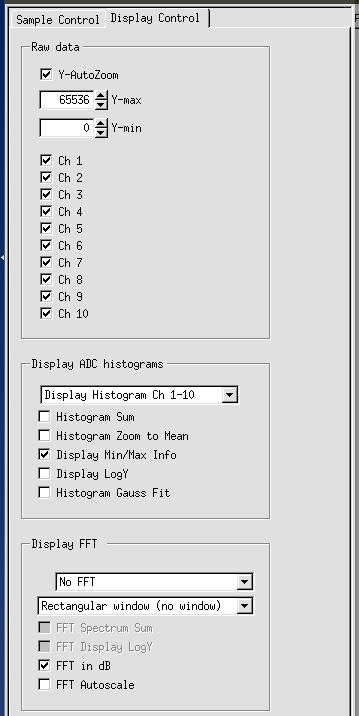 Sample Control Display Control
Raw data
Y-AutoZoom
65536 Y-max
0 Y-min
Ch 1
Ch 2
Ch 3
Ch 4
Ch 5
Ch 6
Ch 7
Ch 8
Ch 9
Ch 10
Display ADC histograms
Display Histogram Ch 1-10
Histogram Sum
Histogram Zoom to Mean
Display Min/Max Info
Display LogY
Histogram Gauss Fit
Display FFT
No FFT
Rectangular window (no window)
FFT Spectrum Sum
FFT Display LogY
FFT in dB
FFT Autoscale